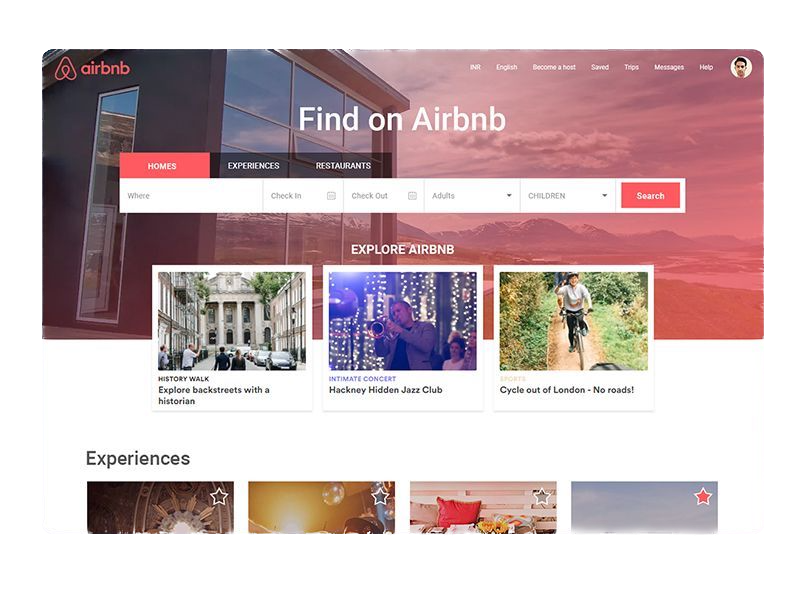 airbnb
INR English Become a host Saved Trips Messages Help
Find on Airbnb
HOMES EXPERIENCES RESTAURANTS
Where Check In Check Out Adults CHILDREN Search
EXPLORE AIRBNB
HISTORY WALK
Explore backstreets with a
historian
INTIMATE CONCERT
Hackney Hidden Jazz Club
SPORTS
Cycle out of London - No roads!
Experiences